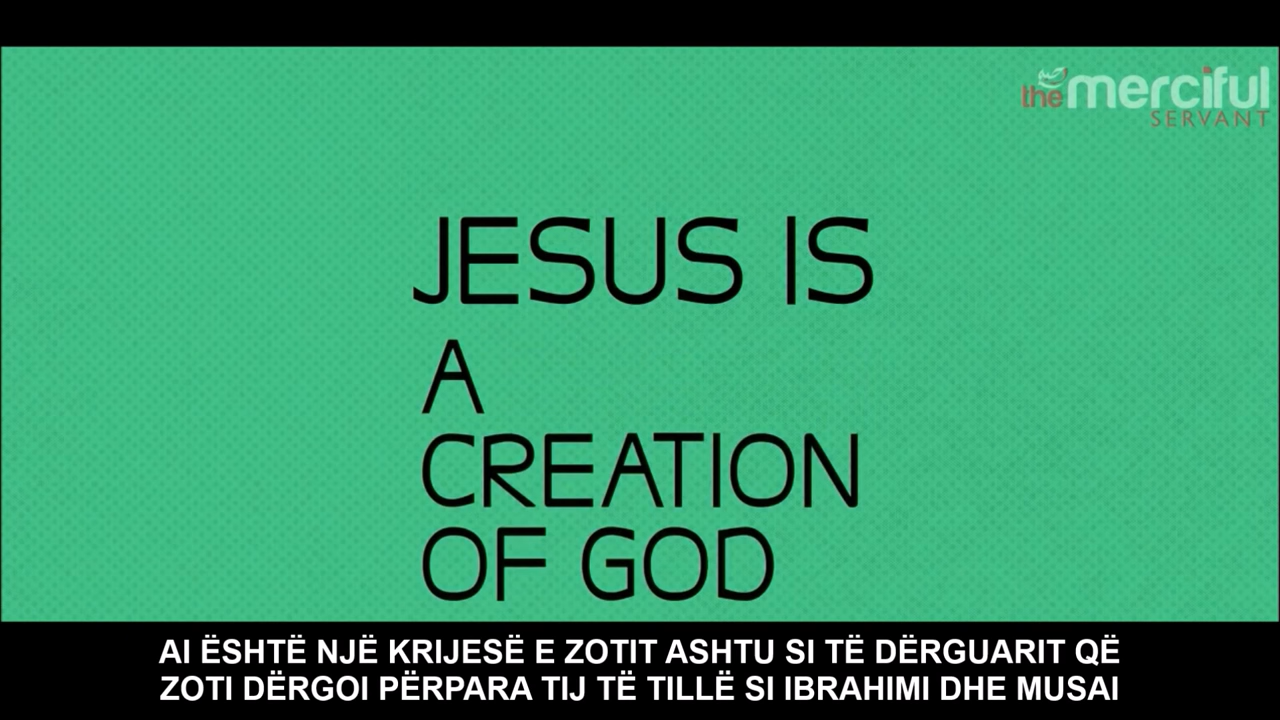 the merciful
SERVANT
JESUS IS
A
CREATION
OF GOD
AI ËSHTË NJË KRIJESË E ZOTIT ASHTU SI TË DËRGUARIT QË
ZOTI DËRGOI PËRPARA TIJ TË TILLË SI IBRAHIMI DHE MUSAI